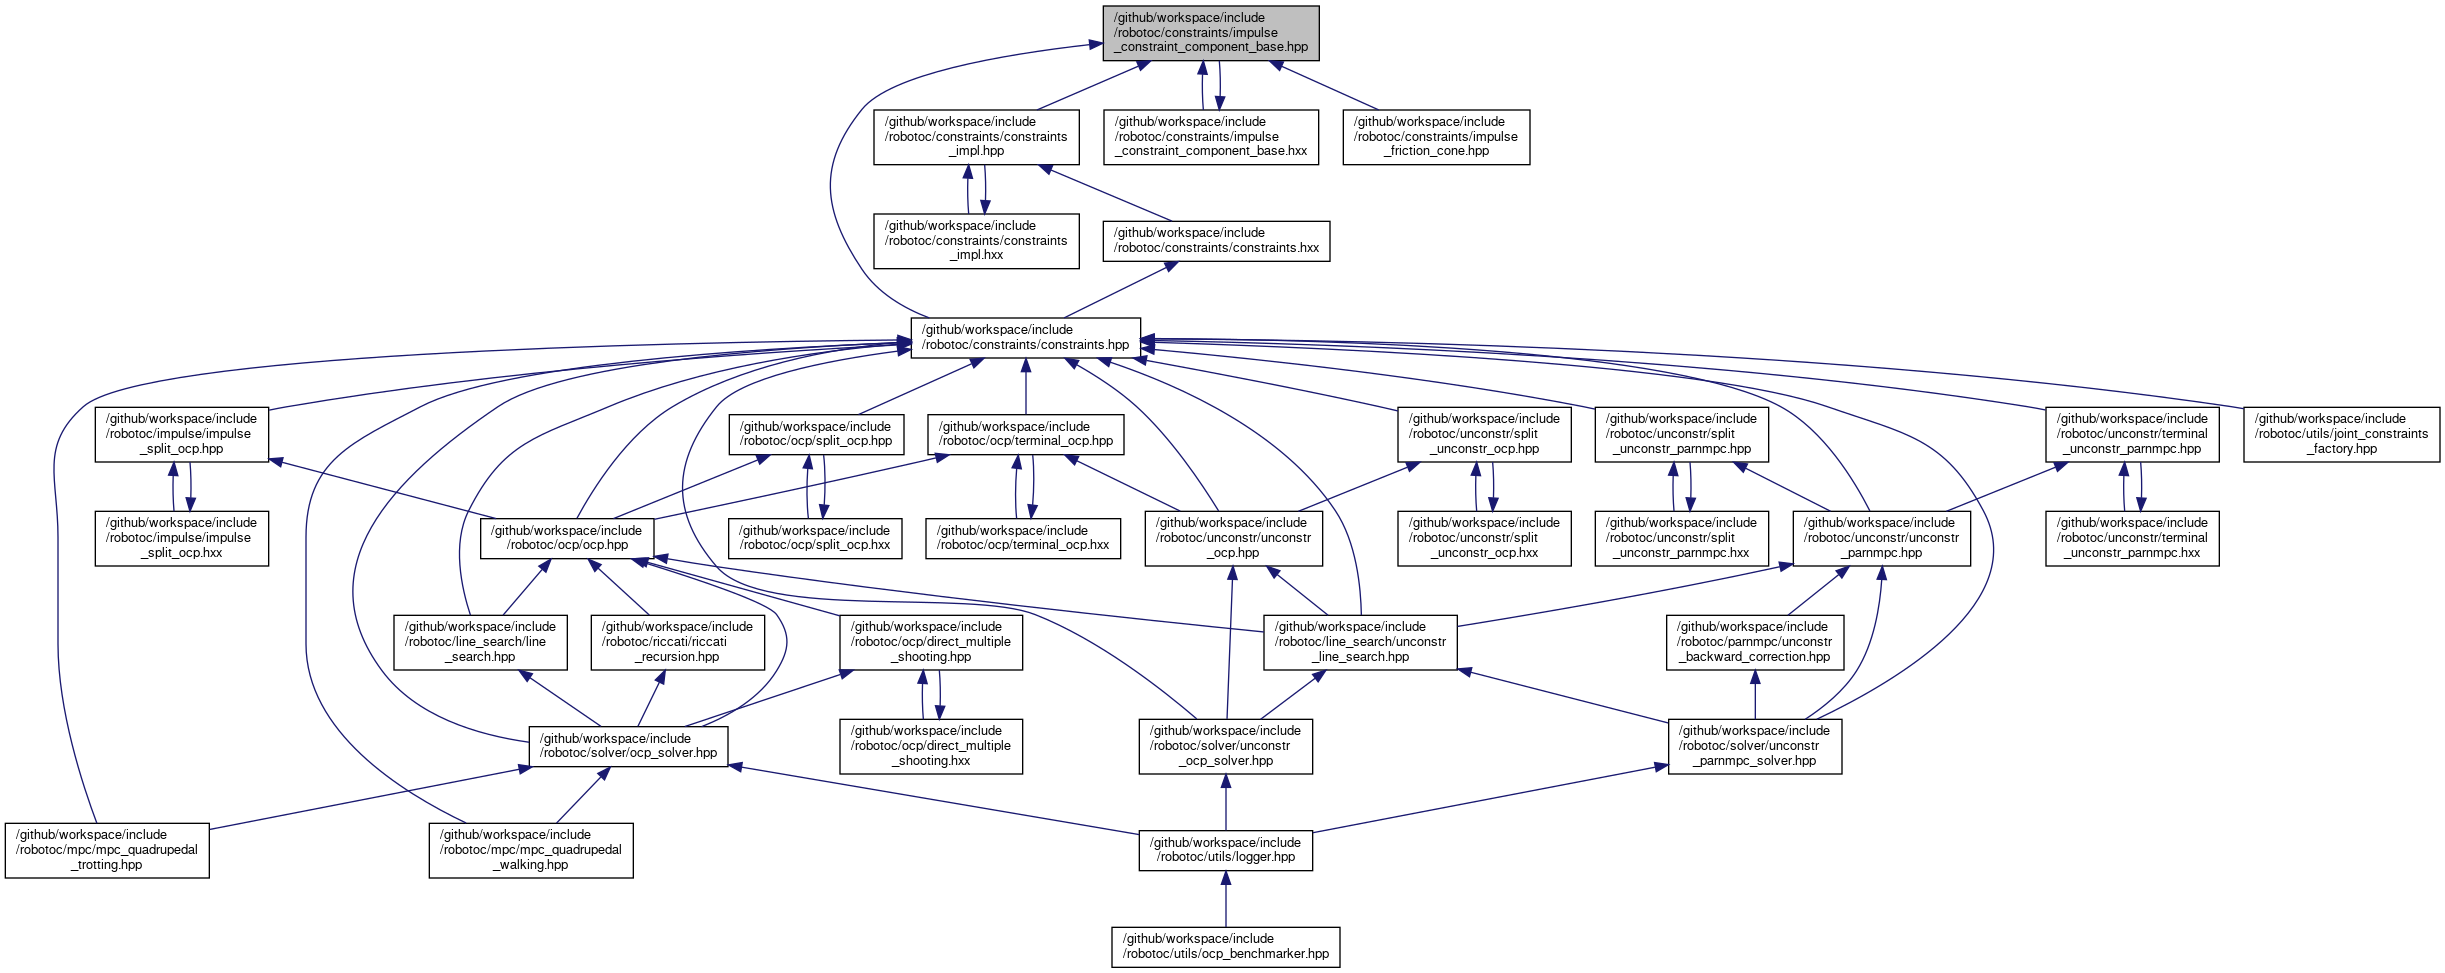 /github/workspace/include
/robotoc/constraints/impulse
_constraint_component_base.hpp
/github/workspace/include
/robotoc/constraints/constraints
_impl.hpp
/github/workspace/include
/robotoc/constraints/impulse
_constraint_component_base.hxx
/github/workspace/include
/robotoc/constraints/impulse
_friction_cone.hpp
/github/workspace/include
/robotoc/constraints/constraints
_impl.hxx
/github/workspace/include
/robotoc/constraints/constraints.hxx
/github/workspace/include
/robotoc/constraints/constraints.hpp
/github/workspace/include
/robotoc/impulse/impulse
_split_ocp.hpp
/github/workspace/include
/robotoc/ocp/split_ocp.hpp
/github/workspace/include
/robotoc/ocp/terminal_ocp.hpp
/github/workspace/include
/robotoc/unconstr/split
_unconstr_ocp.hpp
/github/workspace/include
/robotoc/unconstr/split
_unconstr_parnmpc.hpp
/github/workspace/include
/robotoc/unconstr/terminal
_unconstr_parnmpc.hpp
/github/workspace/include
/robotoc/utils/joint_constraints
_factory.hpp
/github/workspace/include
/robotoc/impulse/impulse
_split_ocp.hxx
/github/workspace/include
/robotoc/ocp/ocp.hpp
/github/workspace/include
/robotoc/ocp/split_ocp.hxx
/github/workspace/include
/robotoc/ocp/terminal_ocp.hxx
/github/workspace/include
/robotoc/unconstr/unconstr
_ocp.hpp
/github/workspace/include
/robotoc/unconstr/split
_unconstr_ocp.hxx
/github/workspace/include
/robotoc/unconstr/split
_unconstr_parnmpc.hxx
/github/workspace/include
/robotoc/unconstr/unconstr
_parnmpc.hpp
/github/workspace/include
/robotoc/unconstr/terminal
_unconstr_parnmpc.hxx
/github/workspace/include
/robotoc/line_search/line
_search.hpp
/github/workspace/include
/robotoc/riccati/riccati
_recursion.hpp
/github/workspace/include
/robotoc/ocp/direct_multiple
_shooting.hpp
/github/workspace/include
/robotoc/line_search/unconstr
_line_search.hpp
/github/workspace/include
/robotoc/parnmpc/unconstr
_backward_correction.hpp
/github/workspace/include
/robotoc/solver/ocp_solver.hpp
/github/workspace/include
/robotoc/ocp/direct_multiple
_shooting.hxx
/github/workspace/include
/robotoc/solver/unconstr
_ocp_solver.hpp
/github/workspace/include
/robotoc/solver/unconstr
_parnmpc_solver.hpp
/github/workspace/include
/robotoc/mpc/mpc_quadrupedal
_trotting.hpp
/github/workspace/include
/robotoc/mpc/mpc_quadrupedal
_walking.hpp
/github/workspace/include
/robotoc/utils/logger.hpp
/github/workspace/include
/robotoc/utils/ocp_benchmarker.hpp